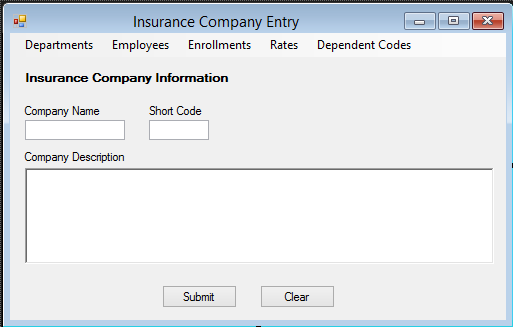 Insurance Company Entry
Departments Employees Enrollments Rates Dependent Codes
Insurance Company Information
Company Name Short Code
Company Description
Submit Clear